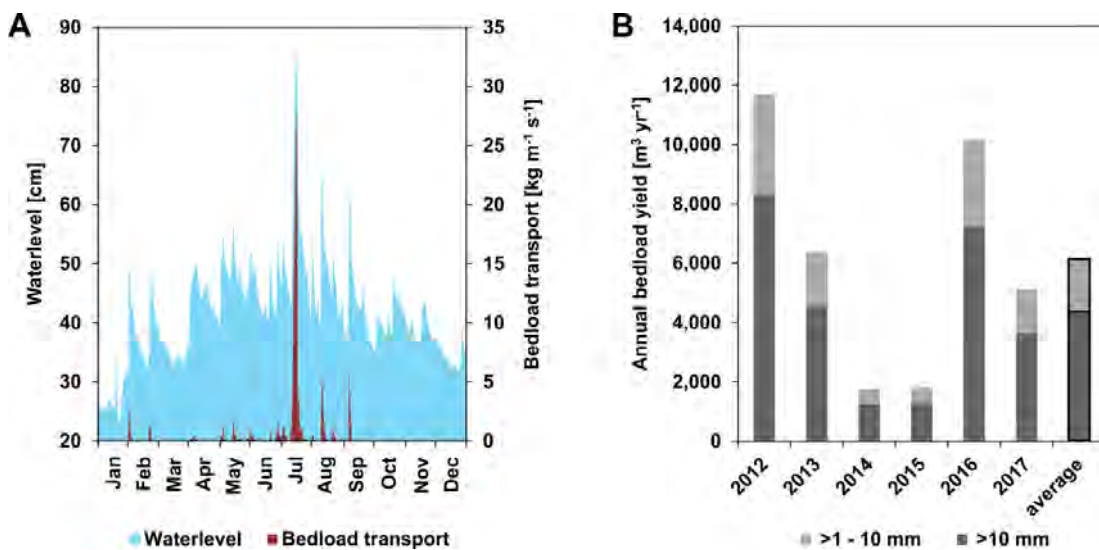 A
Waterlevel [cm]
90
80
70
60
50
40
30
20
35
30
25
20
15
10
5
0
Bedload transport [kg m⁻¹ s⁻¹]
Jan Feb Mar Apr May Jun Jul Aug Sep Oct Nov Dec
Waterlevel Bedload transport
B
Annual bedload yield [m³ yr⁻¹]
14,000
12,000
10,000
8,000
6,000
4,000
2,000
0
2012 2013 2014 2015 2016 2017 average
>1 - 10 mm >10 mm